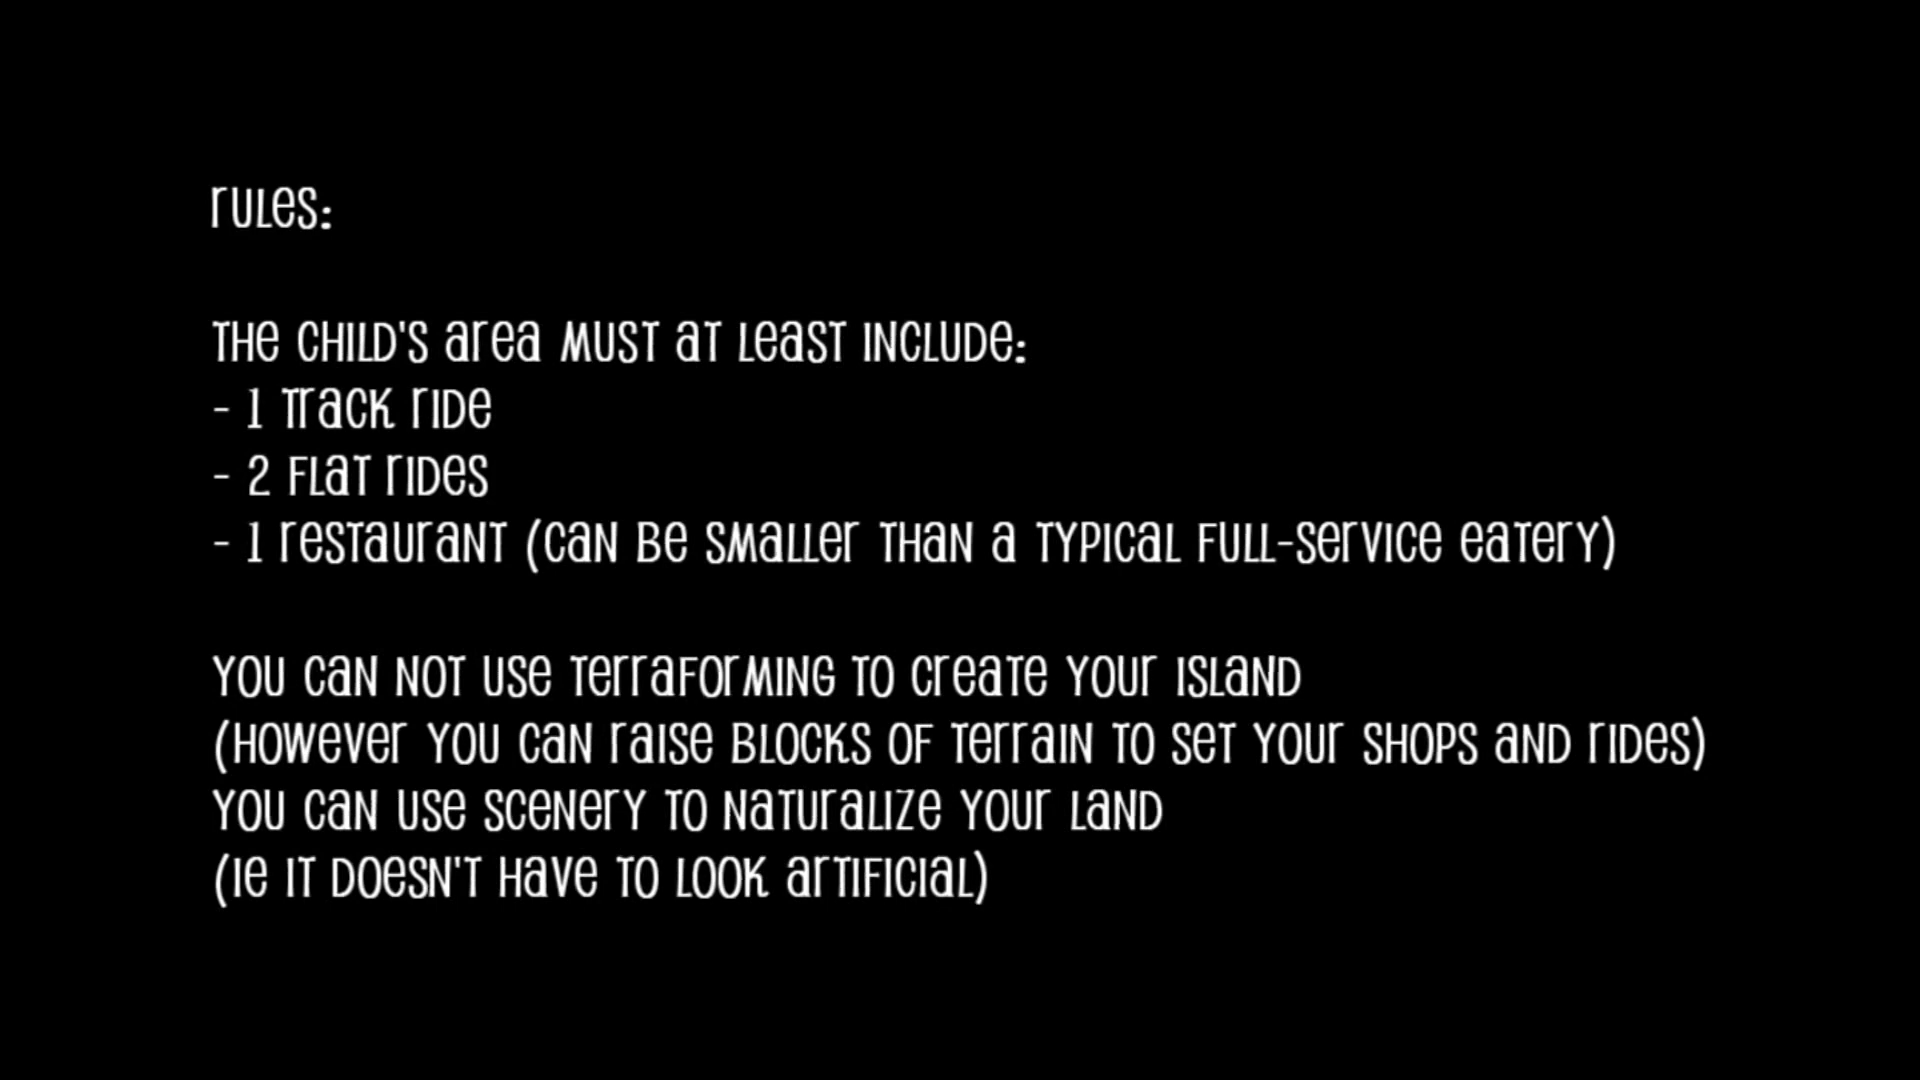 rules:
The child's area must at least include:
- 1 track ride
- 2 flat rides
- 1 restaurant (can be smaller than a typical full-service eatery)
You can not use terraforming to create your island
(However you can raise blocks of terrain to set your shops and rides)
You can use scenery to naturalize your land
(ie it doesn't have to look artificial)